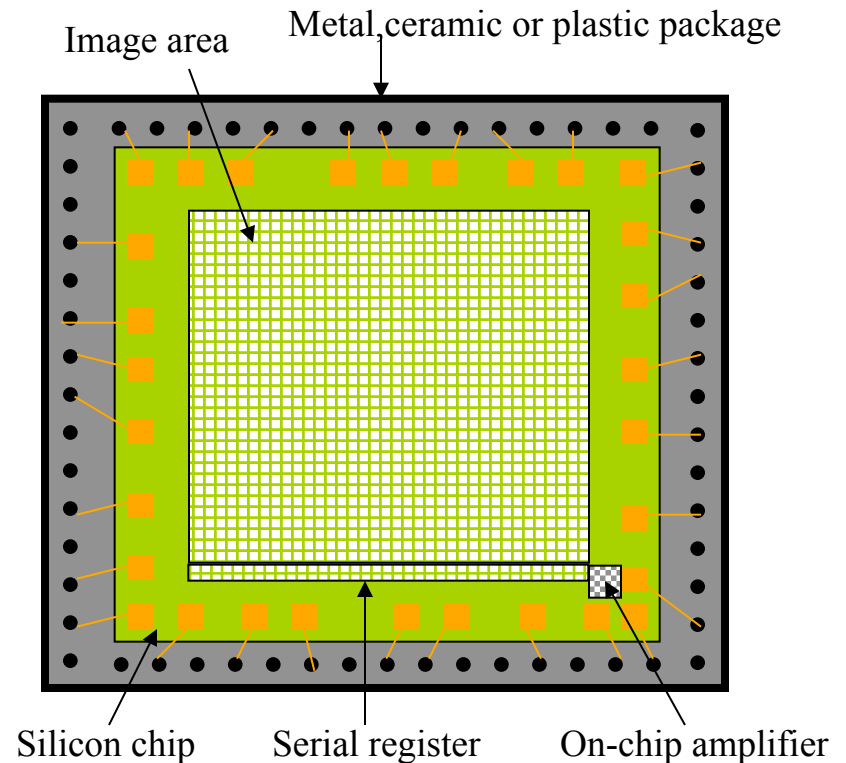 Image area
Metal,ceramic or plastic package
Silicon chip
Serial register
On-chip amplifier